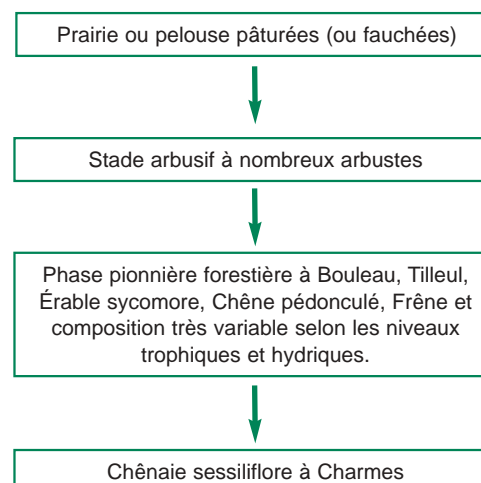 Prairie ou pelouse pâturées (ou fauchées)
Stade arbusif à nombreux arbustes
Phase pionnière forestière à Bouleau, Tilleul,
Érable sycomore, Chêne pédonculé, Frêne et
composition très variable selon les niveaux
trophiques et hydriques.
Chênaie sessiliflore à Charmes